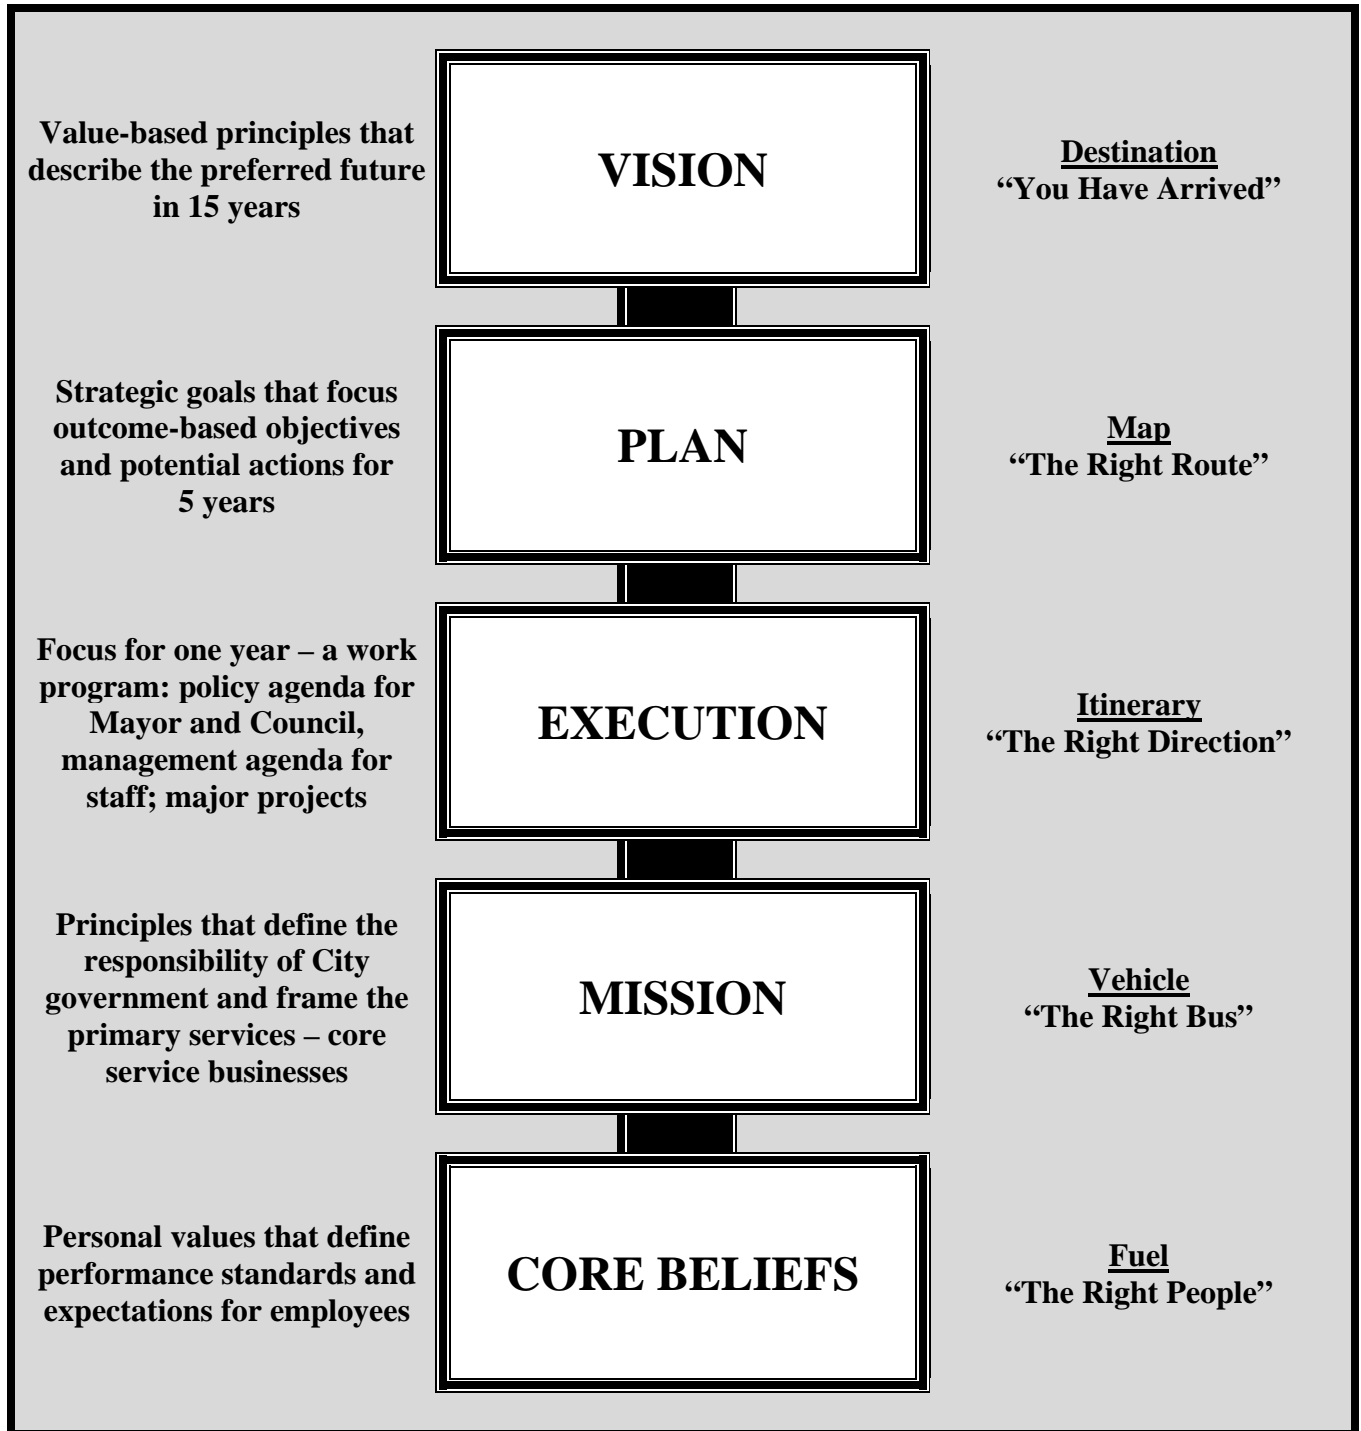 Value-based principles that
describe the preferred future
in 15 years
VISION
Destination
“You Have Arrived”
Strategic goals that focus
outcome-based objectives
and potential actions for
5 years
PLAN
Map
“The Right Route”
Focus for one year – a work
program: policy agenda for
Mayor and Council,
management agenda for
staff; major projects
EXECUTION
Itinerary
“The Right Direction”
Principles that define the
responsibility of City
government and frame the
primary services – core
service businesses
MISSION
Vehicle
“The Right Bus”
Personal values that define
performance standards and
expectations for employees
CORE BELIEFS
Fuel
“The Right People”